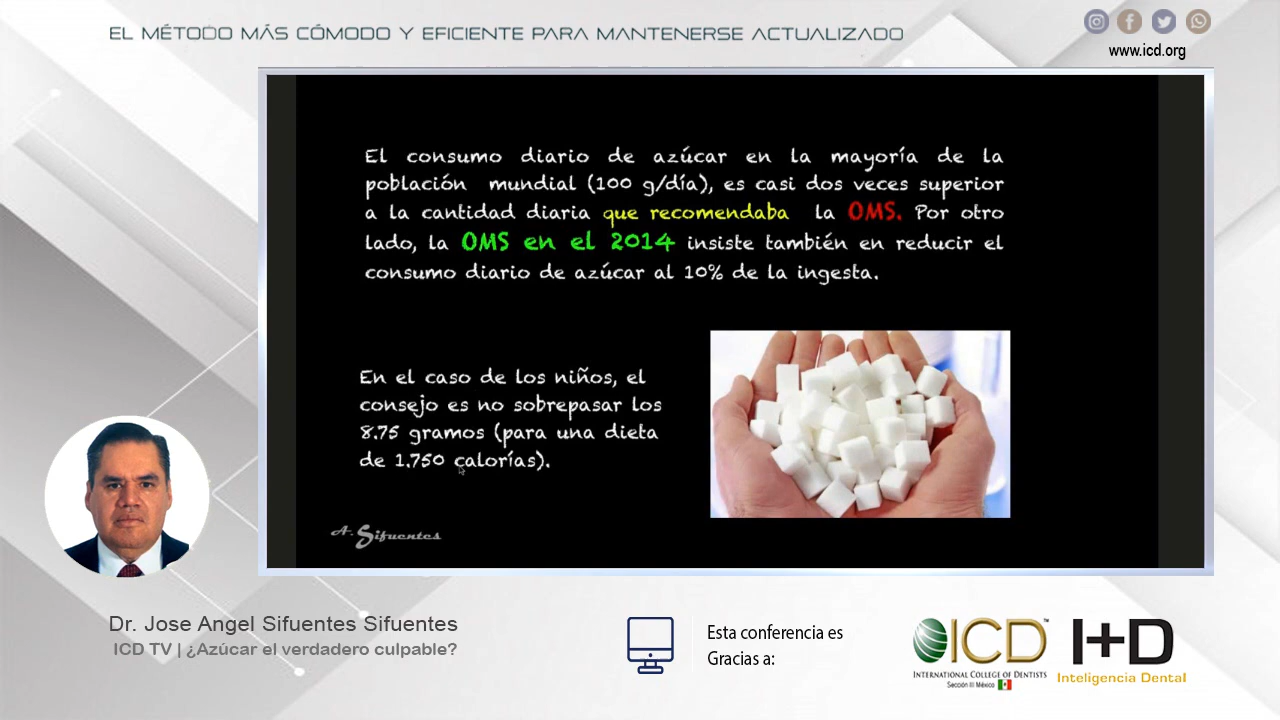 EL MÉTODO MÁS CÓMODO Y EFICIENTE PARA MANTENERSE ACTUALIZADO
www.icd.org
El consumo diario de azúcar en la mayoría de la
población mundial (100 g/día), es casi dos veces superior
a la cantidad diaria que recomendaba la OMS. Por otro
lado, la OMS en el 2014 insiste también en reducir el
consumo diario de azúcar al 10% de la ingesta.
En el caso de los niños, el
consejo es no sobrepasar los
8.75 gramos (para una dieta
de 1.750 calorías).
A. Sifuentes
Dr. Jose Angel Sifuentes Sifuentes
ICD TV | ¿Azúcar el verdadero culpable?
Esta conferencia es
Gracias a:
ICD™
INTERNATIONAL COLLEGE OF DENTISTS
Sección III México
I+D
Inteligencia Dental